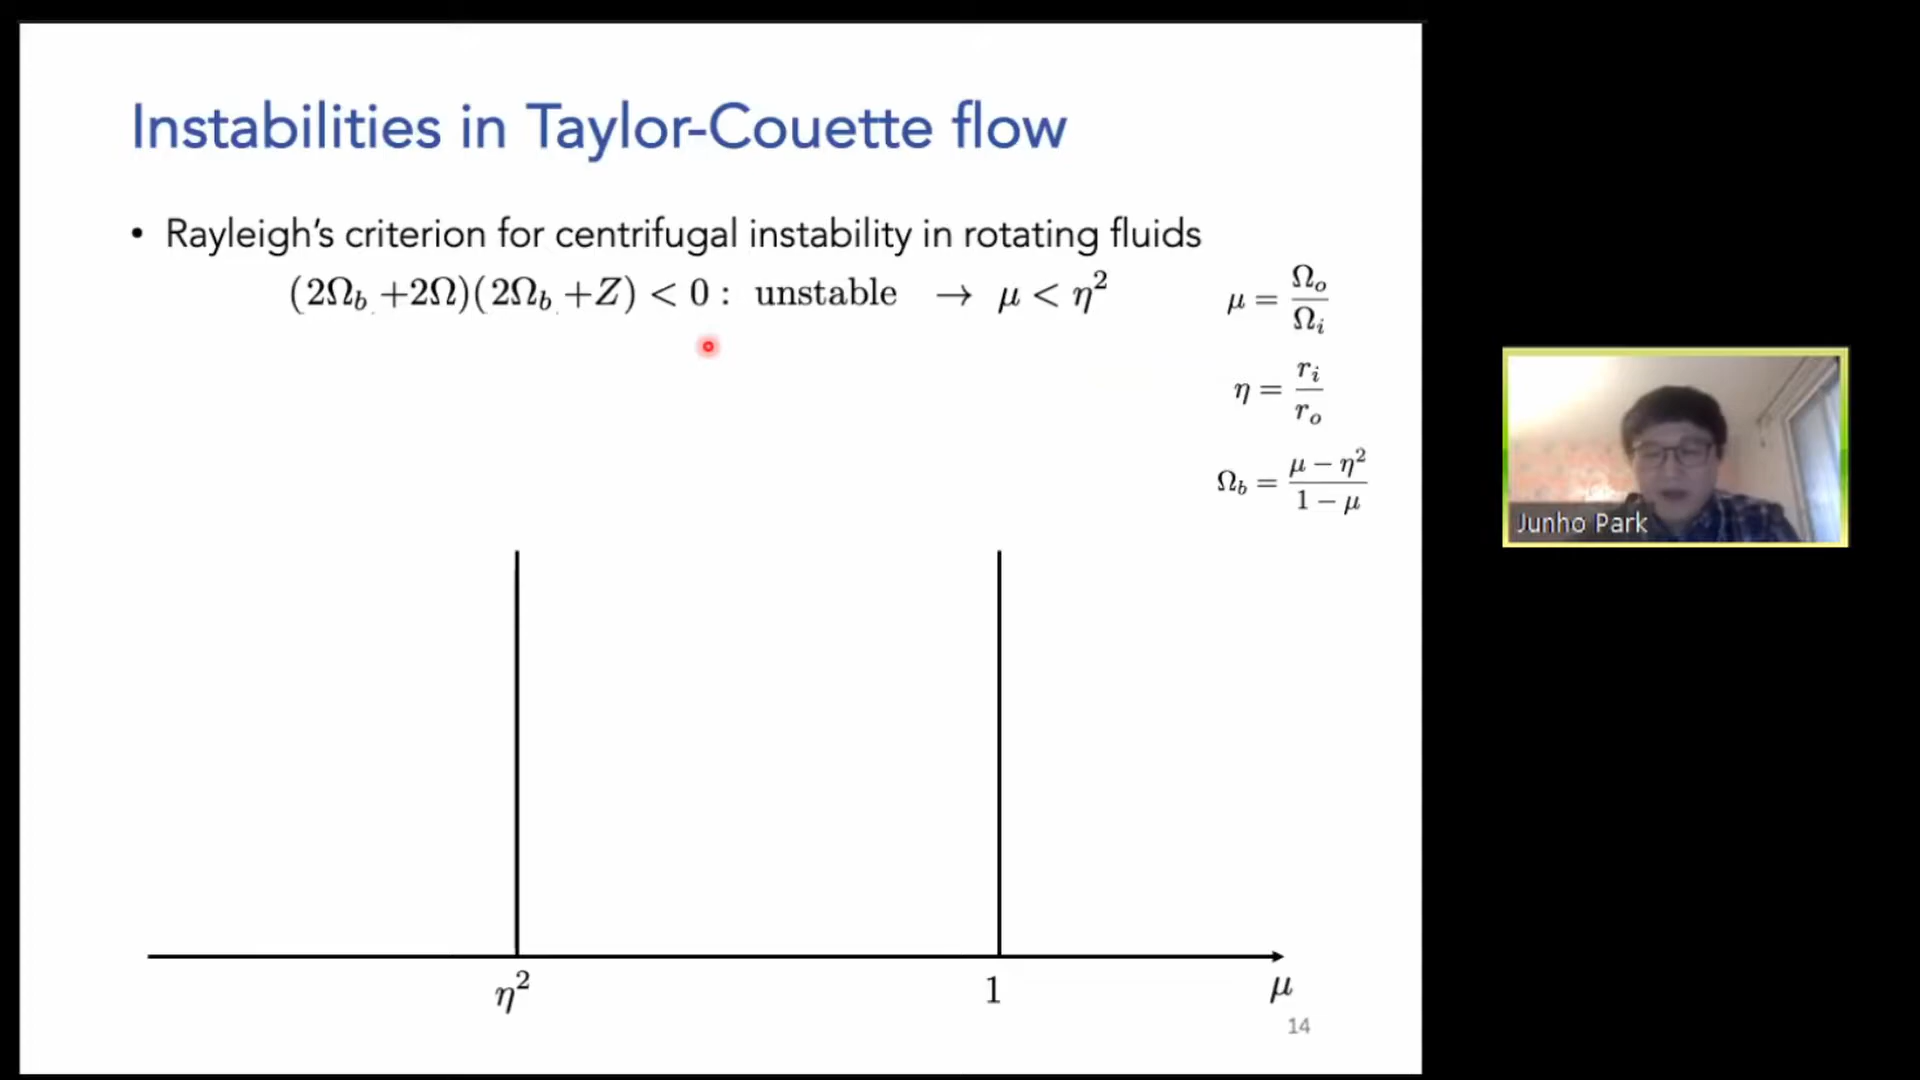 Instabilities in Taylor-Couette flow
• Rayleigh's criterion for centrifugal instability in rotating fluids
(2Ω_b +2Ω)(2Ω_b +Z) < 0 : unstable → μ < η²
μ = Ω_o / Ω_i
η = r_i / r_o
Ω_b = (μ − η²) / (1 − μ)
Junho Park
η² 1 μ
14